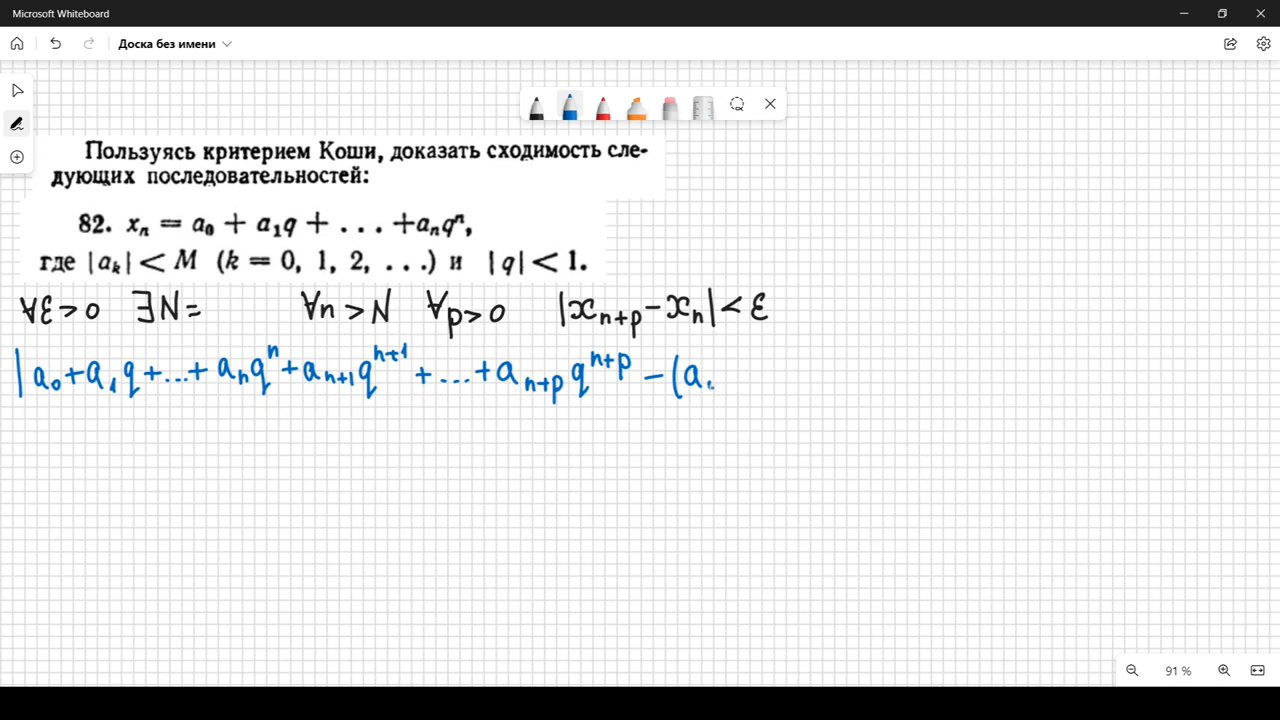 Microsoft Whiteboard
Доска без имени
Пользуясь критерием Коши, доказать сходимость сле-
дующих последовательностей:
82. xₙ = a₀ + a₁q + . . . +aₙqⁿ,
где |aₖ| < M (k = 0, 1, 2, . . .) и |q| < 1.
∀ε>0 ∃N= ∀n>N ∀p>0 |xₙ₊ₚ-xₙ|<ε
|a₀+a₁q+...+aₙqⁿ+aₙ₊₁qⁿ⁺¹+...+aₙ₊ₚqⁿ⁺ᵖ-(a.
91 %